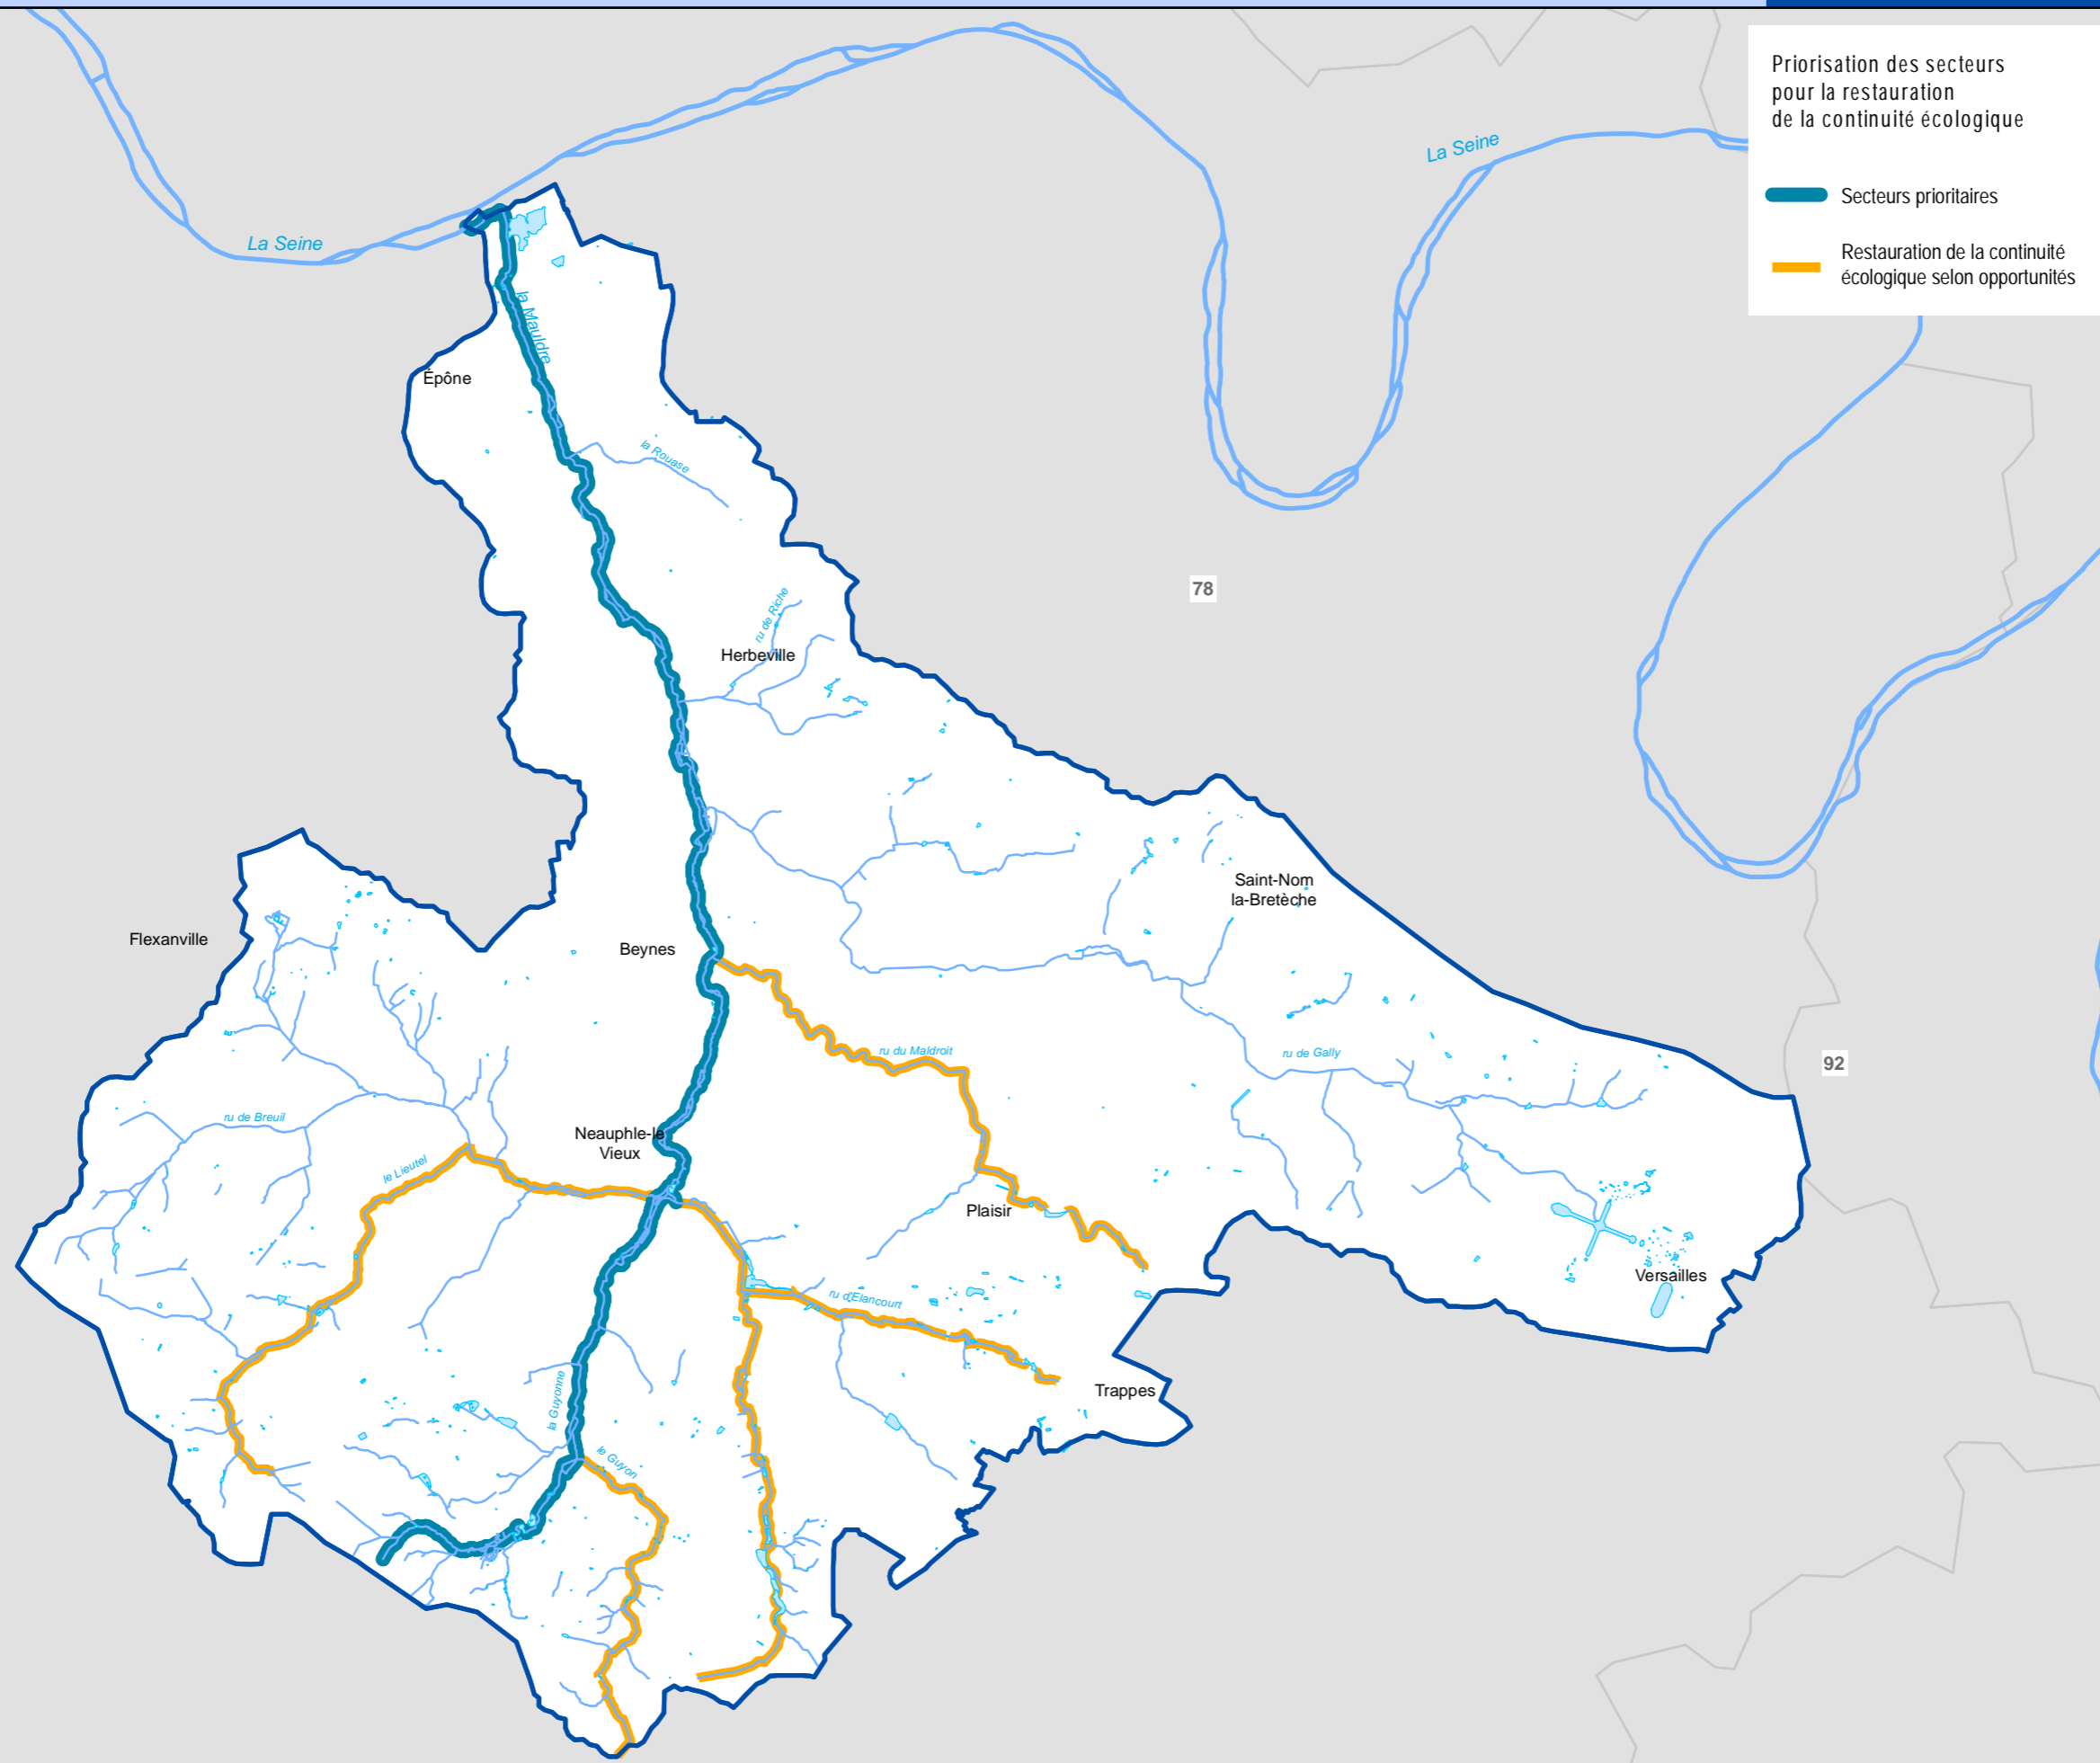 Priorisation des secteurs
pour la restauration
de la continuité écologique
Secteurs prioritaires
Restauration de la continuité
écologique selon opportunités
La Seine
La Seine
la Mauldre
Épône
la Rouase
78
ru de Riche
Herbeville
Saint-Nom
la-Bretèche
Flexanville
Beynes
ru du Maldroit
ru de Gally
92
ru de Breuil
Neauphle-le
Vieux
le Lieutel
Plaisir
Versailles
ru d'Elancourt
Trappes
la Guyonne
le Guyon